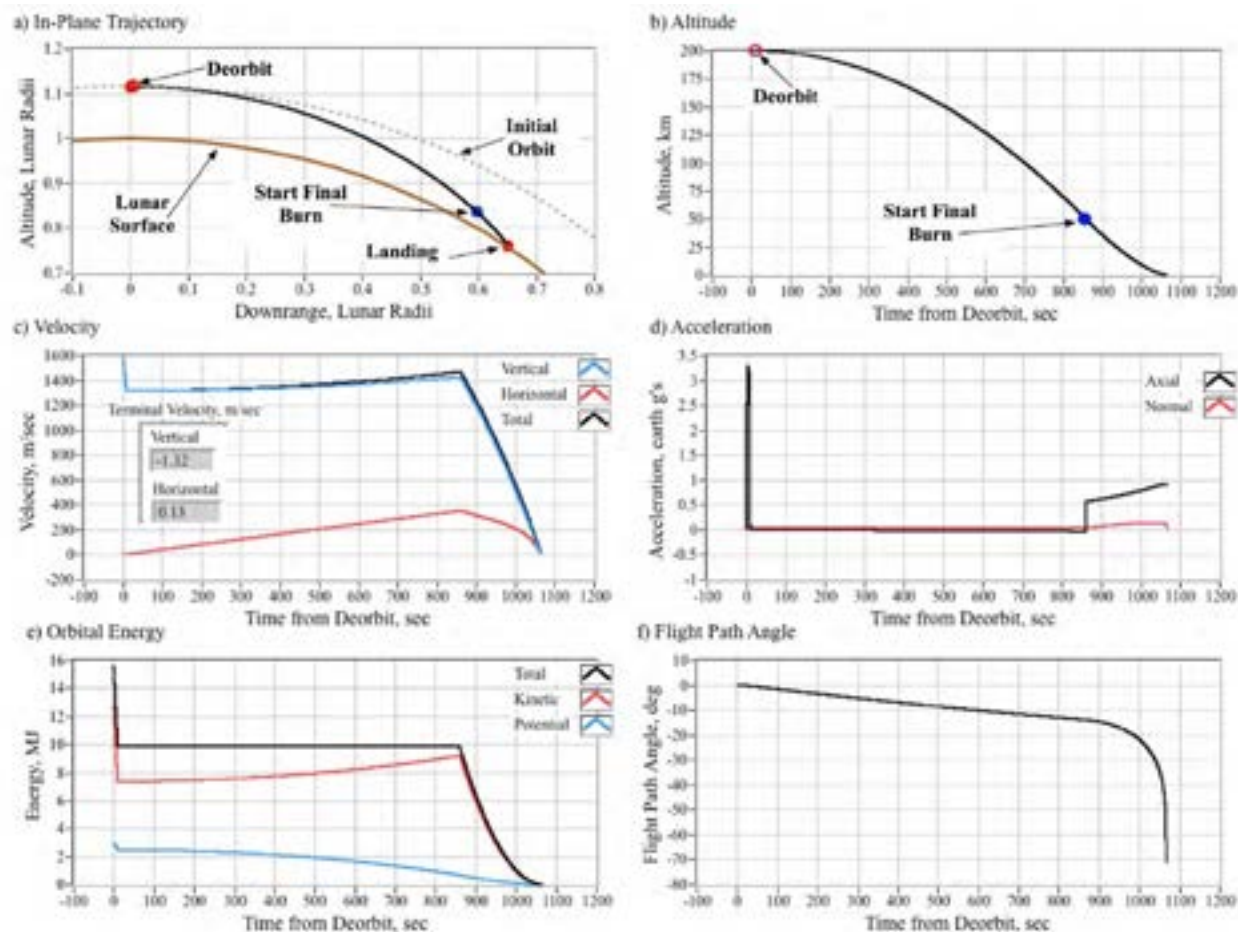 a) In-Plane Trajectory
1.2
1.1
1
0.9
0.8
0.7
Altitude, Lunar Radii
Deorbit
Initial
Orbit
Lunar
Surface
Start Final
Burn
Landing
-0.1 0 0.1 0.2 0.3 0.4 0.5 0.6 0.7 0.8
Downrange, Lunar Radii
b) Altitude
200
175
150
125
100
75
50
25
0
Altitude, km
Deorbit
Start Final
Burn
-100 0 100 200 300 400 500 600 700 800 900 1000 1100 1200
Time from Deorbit, sec
c) Velocity
1600
1400
1200
1000
800
600
400
200
0
-200
Velocity, m/sec
Vertical
Horizontal
Total
Terminal Velocity, m/sec
Vertical
-1.12
Horizontal
0.13
-100 0 100 200 300 400 500 600 700 800 900 1000 1100 1200
Time from Deorbit, sec
d) Acceleration
3.5
3
2.5
2
1.5
1
0.5
0
-0.5
-1
Acceleration, earth g's
Axial
Normal
-100 0 100 200 300 400 500 600 700 800 900 1000 1100 1200
Time from Deorbit, sec
e) Orbital Energy
16
14
12
10
8
6
4
2
0
Energy, MJ
Total
Kinetic
Potential
-100 0 100 200 300 400 500 600 700 800 900 1000 1100 1200
Time from Deorbit, sec
f) Flight Path Angle
10
0
-10
-20
-30
-40
-50
-60
-70
-80
Flight Path Angle, deg
-100 0 100 200 300 400 500 600 700 800 900 1000 1100 1200
Time from Deorbit, sec